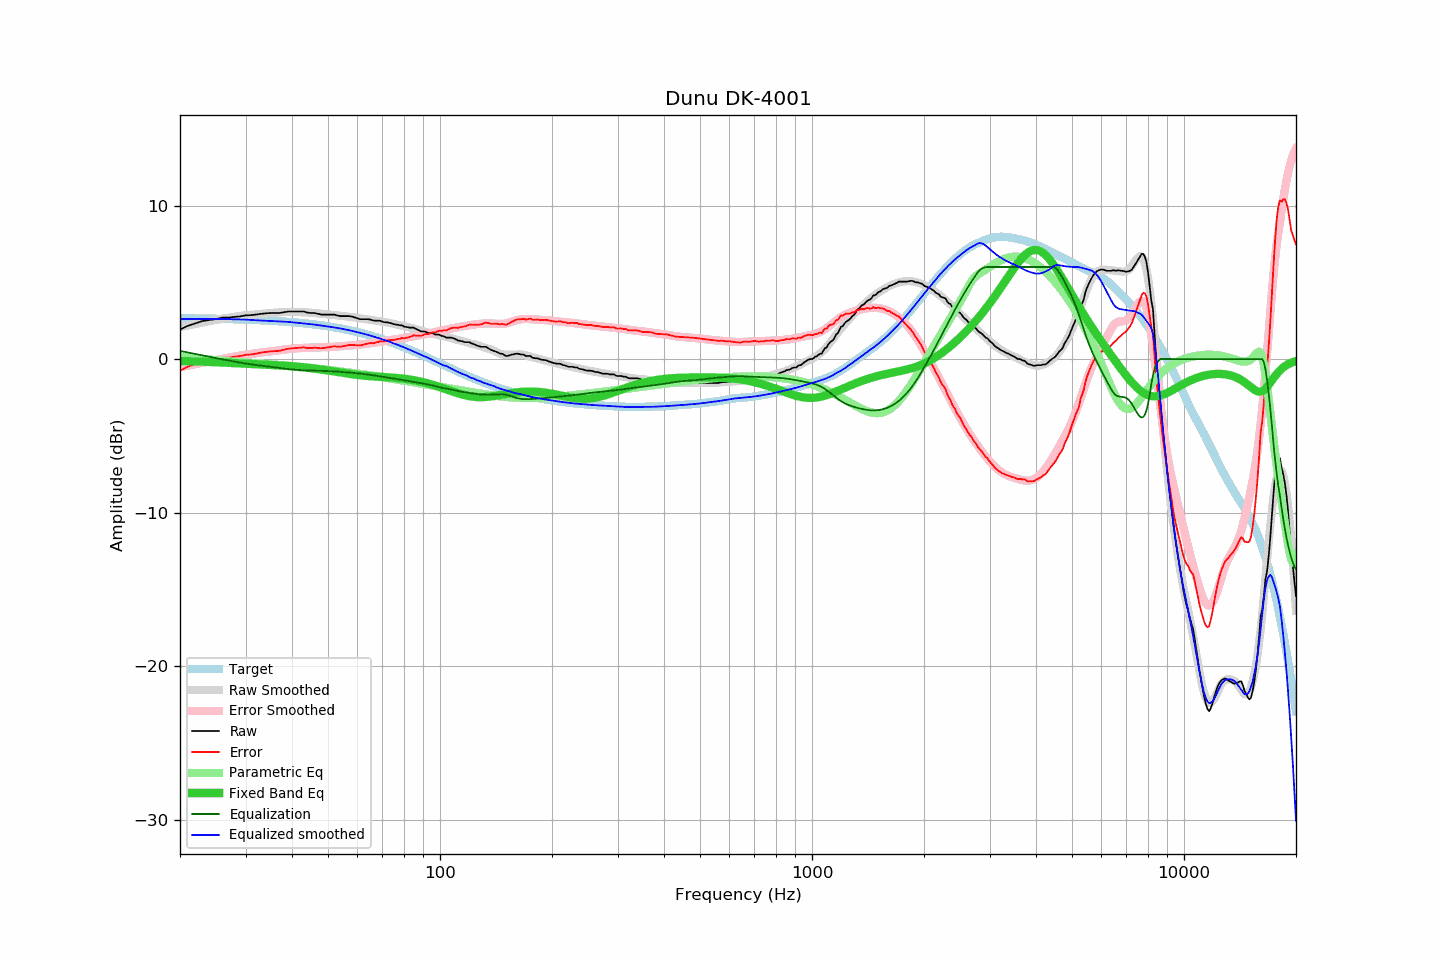 Dunu DK-4001
10
0
−10
−20
−30
Amplitude (dBr)
Target
Raw Smoothed
Error Smoothed
Raw
Error
Parametric Eq
Fixed Band Eq
Equalization
Equalized smoothed
100
1000
10000
Frequency (Hz)